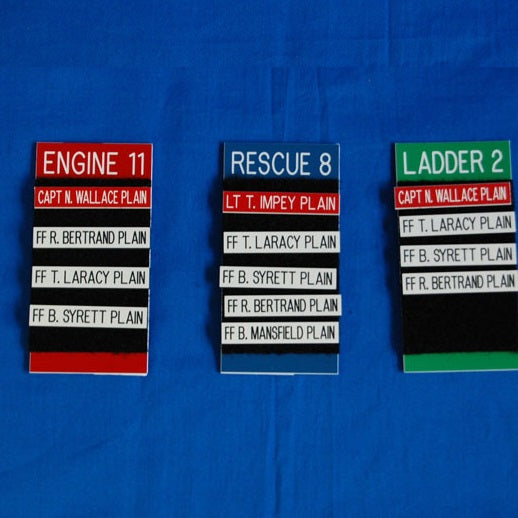 ENGINE 11
CAPT N. WALLACE PLAIN
FF R. BERTRAND PLAIN
FF T. LARACY PLAIN
FF B. SYRETT PLAIN
RESCUE 8
LT T. IMPEY PLAIN
FF T. LARACY PLAIN
FF B. SYRETT PLAIN
FF R. BERTRAND PLAIN
FF B. MANSFIELD PLAIN
LADDER 2
CAPT N. WALLACE PLAIN
FF T. LARACY PLAIN
FF B. SYRETT PLAIN
FF R. BERTRAND PLAIN